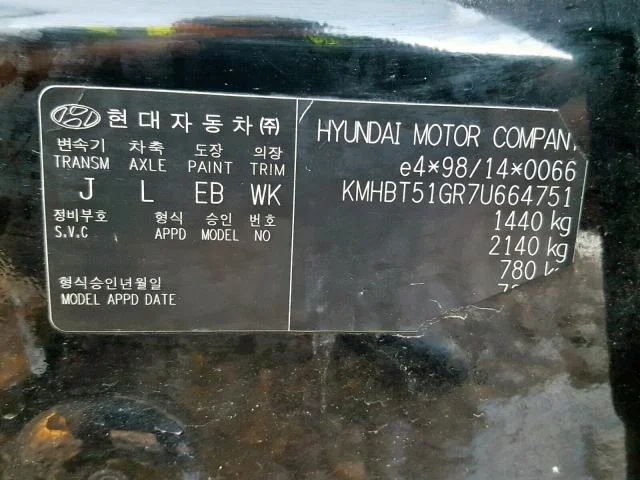 현대자동차㈜
변속기 차축 도장 의장
TRANSM AXLE PAINT TRIM
J L EB WK
정비부호 형식 승인 번호
S.V.C APPD MODEL NO
형식승인년월일
MODEL APPD DATE
HYUNDAI MOTOR COMPAN
e4*98/14*0066
KMHBT51GR7U664751
1440 kg
2140 kg
780 k